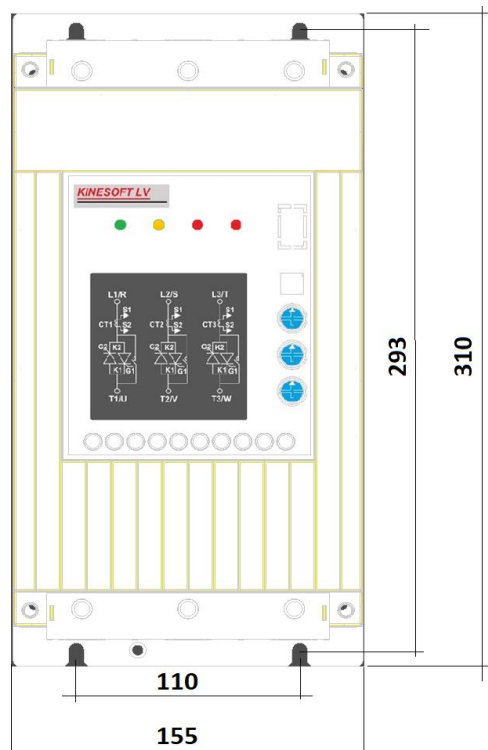 KINESOFT LV
L1/R L2/S L3/T
S1 S1 S1
CT1 S2 CT2 S2 CT3 S2
G2 K2 G2 K2 G2 K2
K1 G1 K1 G1 K1 G1
T1/U T2/V T3/W
293
310
110
155